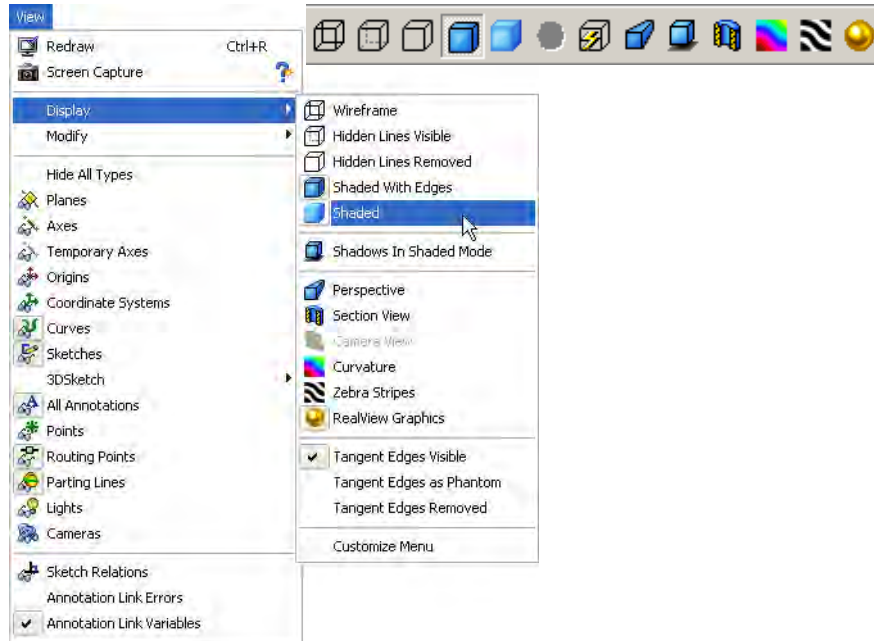 View
Redraw Ctrl+R
Screen Capture
Display
Modify
Hide All Types
Planes
Axes
Temporary Axes
Origins
Coordinate Systems
Curves
Sketches
3DSketch
All Annotations
Points
Routing Points
Parting Lines
Lights
Cameras
Sketch Relations
Annotation Link Errors
Annotation Link Variables
Wireframe
Hidden Lines Visible
Hidden Lines Removed
Shaded With Edges
Shaded
Shadows In Shaded Mode
Perspective
Section View
Camera View
Curvature
Zebra Stripes
RealView Graphics
Tangent Edges Visible
Tangent Edges as Phantom
Tangent Edges Removed
Customize Menu